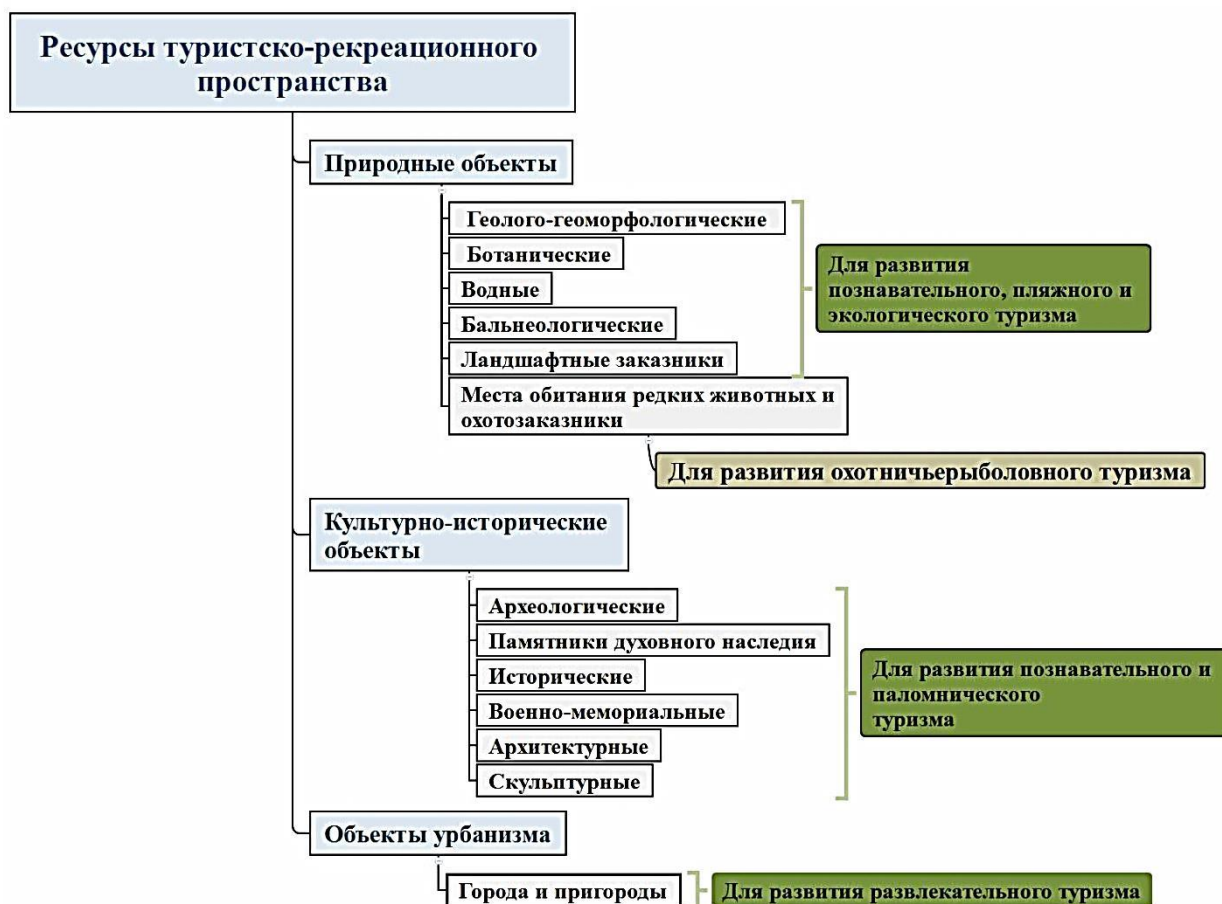 Ресурсы туристско-рекреационного
пространства
Природные объекты
Геолого-геоморфологические
Ботанические
Водные
Бальнеологические
Ландшафтные заказники
Места обитания редких животных и
охотозаказники
Для развития
познавательного, пляжного и
экологического туризма
Для развития охотничьерыболовного туризма
Культурно-исторические
объекты
Археологические
Памятники духовного наследия
Исторические
Военно-мемориальные
Архитектурные
Скульптурные
Для развития познавательного и
паломнического
туризма
Объекты урбанизма
Города и пригороды
Для развития развлекательного туризма